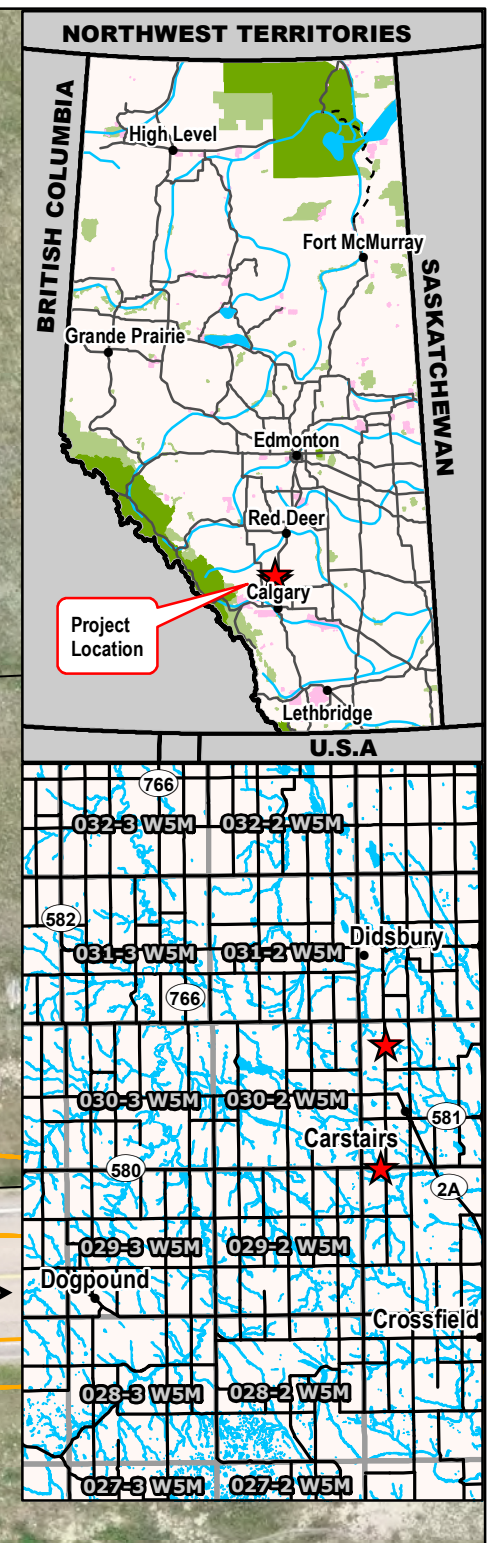 NORTHWEST TERRITORIES
BRITISH COLUMBIA
High Level
Fort McMurray
SASKATCHEWAN
Grande Prairie
Edmonton
Red Deer
Calgary
Project
Location
Lethbridge
U.S.A
766
032-3 W5M
032-2 W5M
582
031-3 W5M
031-2 W5M
Didsbury
766
030-3 W5M
030-2 W5M
581
Carstairs
580
2A
029-3 W5M
029-2 W5M
Dogpound
Crossfield
028-3 W5M
028-2 W5M
027-3 W5M
027-2 W5M